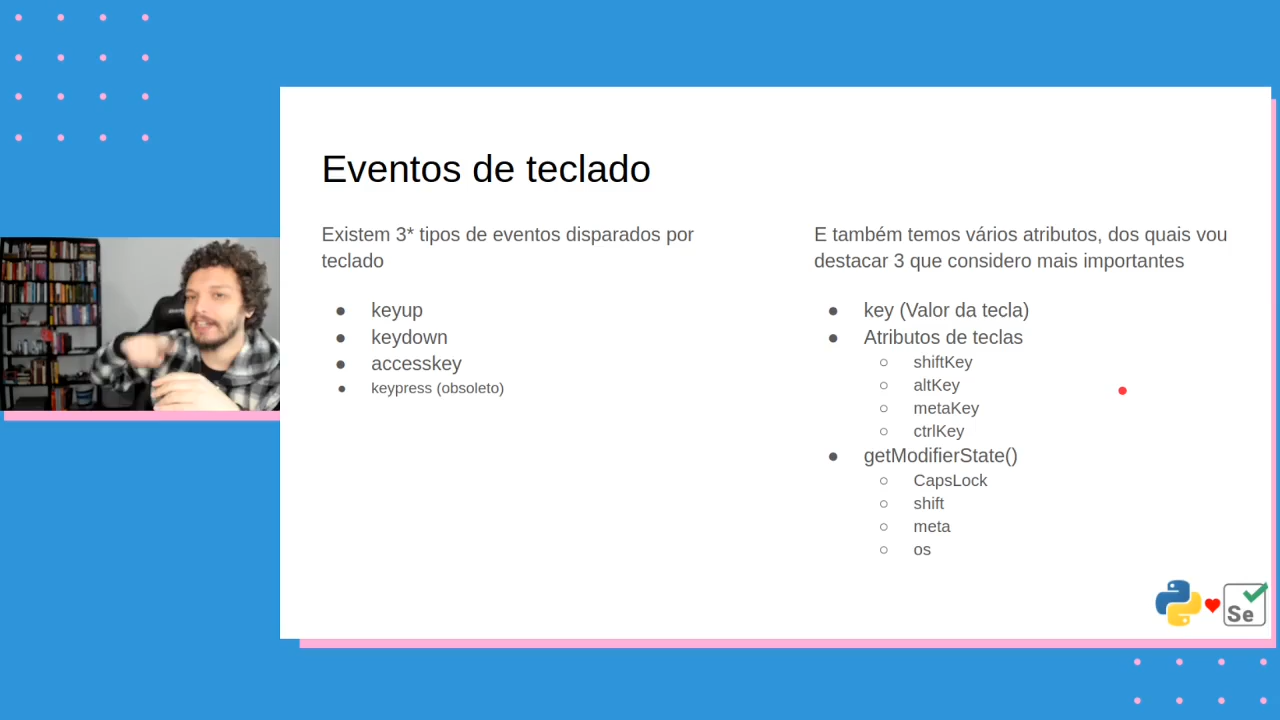 Eventos de teclado
Existem 3* tipos de eventos disparados por
teclado
● keyup
● keydown
● accesskey
● keypress (obsoleto)
E também temos vários atributos, dos quais vou
destacar 3 que considero mais importantes
● key (Valor da tecla)
● Atributos de teclas
○ shiftKey
○ altKey
○ metaKey
○ ctrlKey
● getModifierState()
○ CapsLock
○ shift
○ meta
○ os
Se